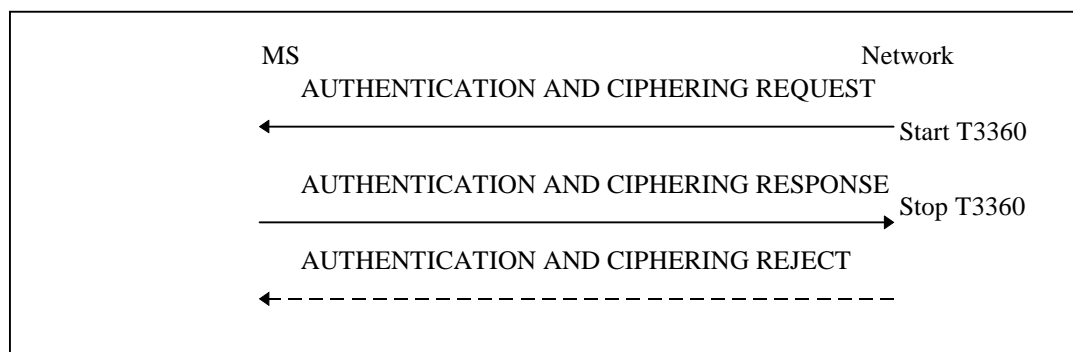 MS Network
AUTHENTICATION AND CIPHERING REQUEST
Start T3360
AUTHENTICATION AND CIPHERING RESPONSE
Stop T3360
AUTHENTICATION AND CIPHERING REJECT